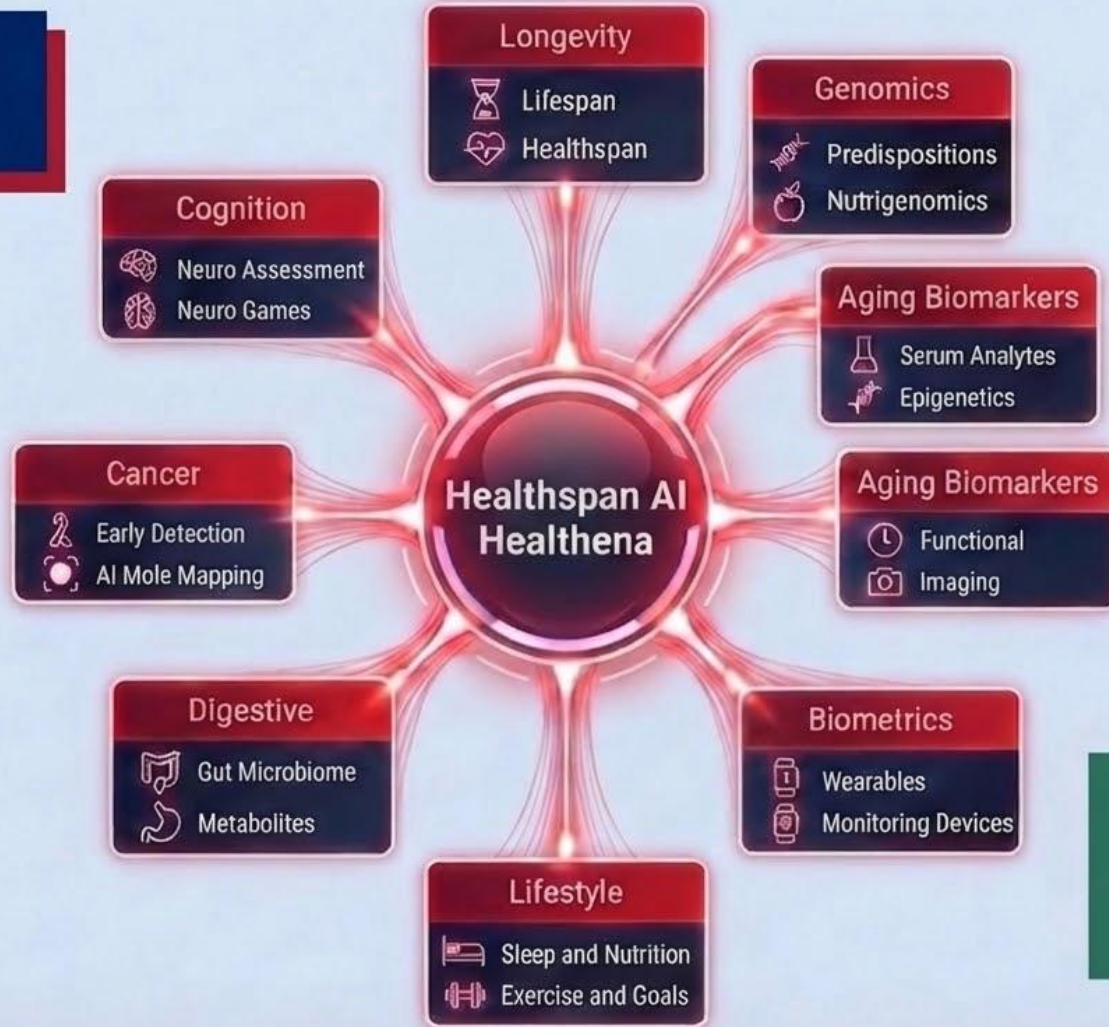 Longevity
Lifespan
Healthspan
Genomics
Predispositions
Nutrigenomics
Cognition
Neuro Assessment
Neuro Games
Aging Biomarkers
Serum Analytes
Epigenetics
Cancer
Early Detection
AI Mole Mapping
Healthspan AI
Healthena
Aging Biomarkers
Functional
Imaging
Digestive
Gut Microbiome
Metabolites
Biometrics
Wearables
Monitoring Devices
Lifestyle
Sleep and Nutrition
Exercise and Goals